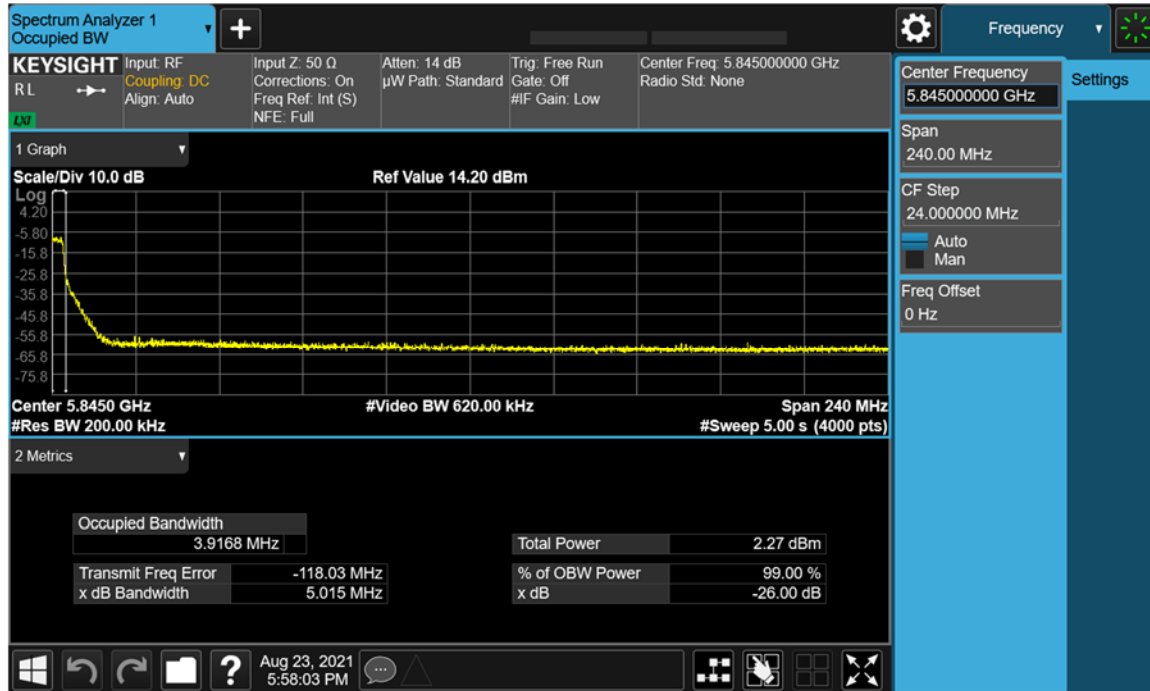 Spectrum Analyzer 1
Occupied BW
+
Frequency
KEYSIGHT
R L
LXI
Input: RF
Coupling: DC
Align: Auto
Input Z: 50 Ω
Corrections: On
Freq Ref: Int (S)
NFE: Full
Atten: 14 dB
µW Path: Standard
Trig: Free Run
Gate: Off
#IF Gain: Low
Center Freq: 5.845000000 GHz
Radio Std: None
Center Frequency
5.845000000 GHz
Settings
Span
240.00 MHz
CF Step
24.000000 MHz
Auto
Man
Freq Offset
0 Hz
1 Graph
Scale/Div 10.0 dB
Ref Value 14.20 dBm
Log
4.20
-5.80
-15.8
-25.8
-35.8
-45.8
-55.8
-65.8
-75.8
Center 5.8450 GHz
#Video BW 620.00 kHz
Span 240 MHz
#Res BW 200.00 kHz
#Sweep 5.00 s (4000 pts)
2 Metrics
Occupied Bandwidth
3.9168 MHz
Total Power 2.27 dBm
Transmit Freq Error -118.03 MHz
% of OBW Power 99.00 %
x dB Bandwidth 5.015 MHz
x dB -26.00 dB
?
Aug 23, 2021
5:58:03 PM